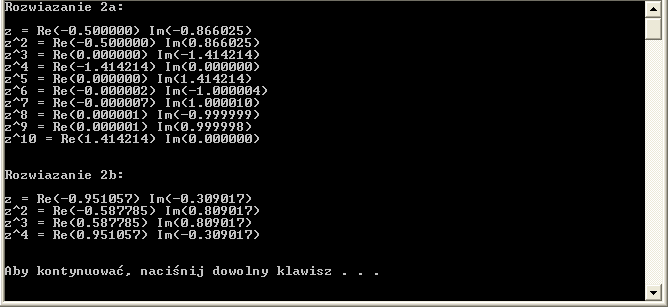 Rozwiazanie 2a:
z = Re(-0.500000) Im(-0.866025)
z^2 = Re(-0.500000) Im(0.866025)
z^3 = Re(0.000000) Im(-1.414214)
z^4 = Re(-1.414214) Im(0.000000)
z^5 = Re(0.000000) Im(1.414214)
z^6 = Re(-0.000002) Im(-1.000004)
z^7 = Re(-0.000007) Im(1.000010)
z^8 = Re(0.000001) Im(-0.999999)
z^9 = Re(0.000001) Im(0.999998)
z^10 = Re(1.414214) Im(0.000000)
Rozwiazanie 2b:
z = Re(-0.951057) Im(-0.309017)
z^2 = Re(-0.587785) Im(0.809017)
z^3 = Re(0.587785) Im(0.809017)
z^4 = Re(0.951057) Im(-0.309017)
Aby kontynuować, naciśnij dowolny klawisz . . .